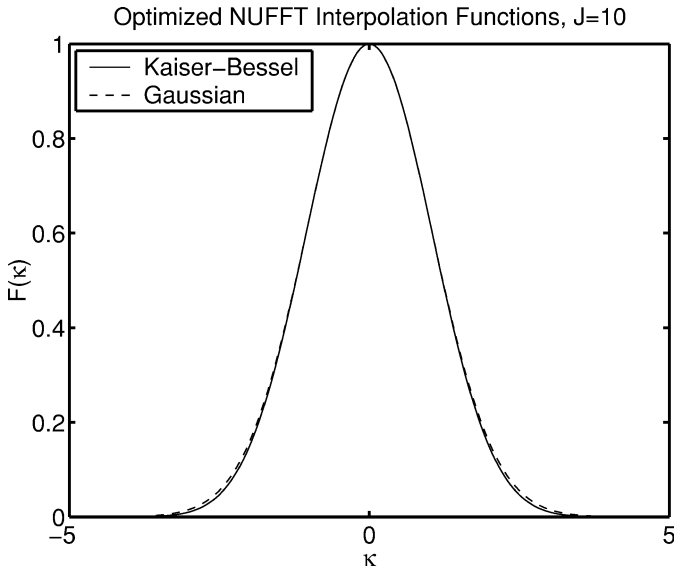 Optimized NUFFT Interpolation Functions, J=10
Kaiser−Bessel
Gaussian
1
0.8
0.6
0.4
0.2
0
F(κ)
−5
0
5
κ